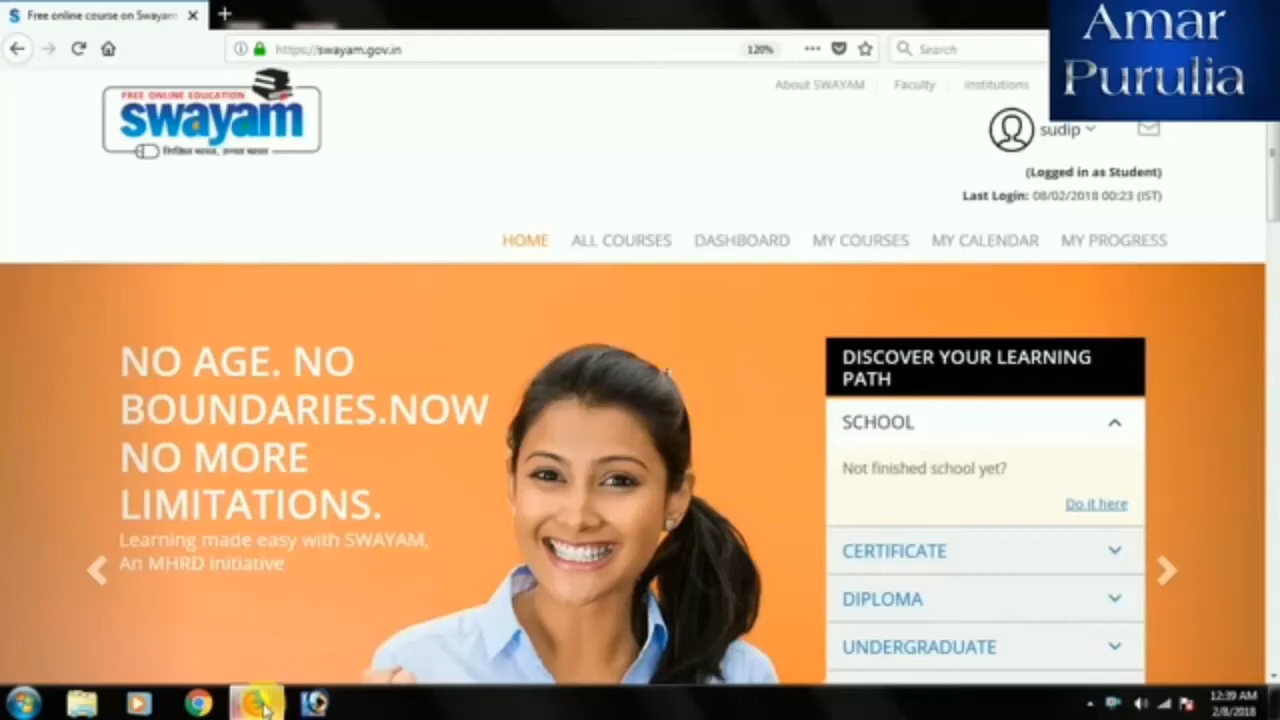 Free online course on Swayam
Amar
Purulia
https://swayam.gov.in
120%
Search
About SWAYAM
Faculty
Institutions
FREE ONLINE EDUCATION
swayam
शिक्षित भारत, उन्नत भारत
sudip
(Logged in as Student)
Last Login: 08/02/2018 00:23 (IST)
HOME ALL COURSES DASHBOARD MY COURSES MY CALENDAR MY PROGRESS
NO AGE. NO
BOUNDARIES.NOW
NO MORE
LIMITATIONS.
Learning made easy with SWAYAM,
An MHRD Initiative
DISCOVER YOUR LEARNING
PATH
SCHOOL
Not finished school yet?
Do it here
CERTIFICATE
DIPLOMA
UNDERGRADUATE
12:39 AM
2/8/2018